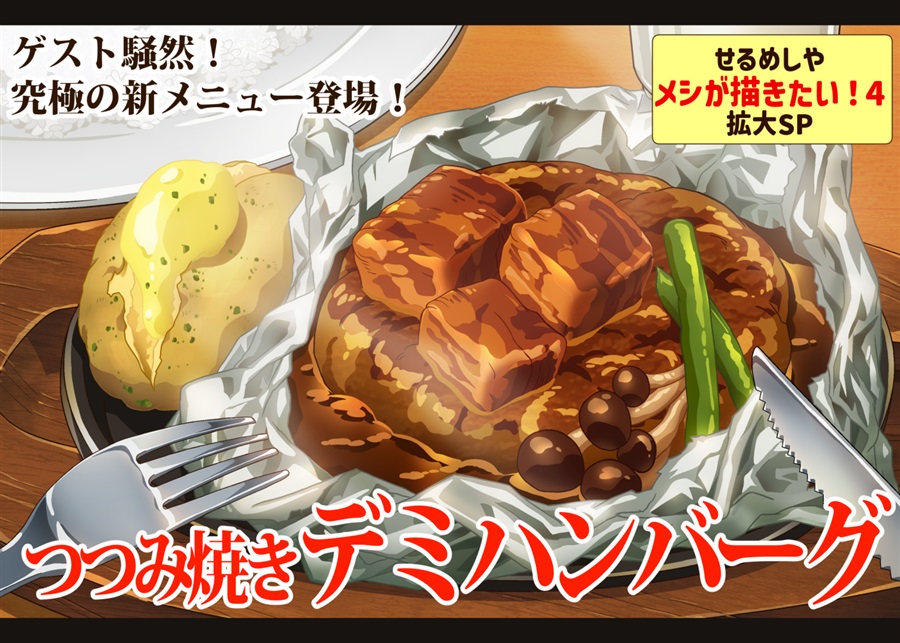 ゲスト騒然！
究極の新メニュー登場！
せるめしや
メシが描きたい！4
拡大SP
つつみ焼きデミハンバーグ